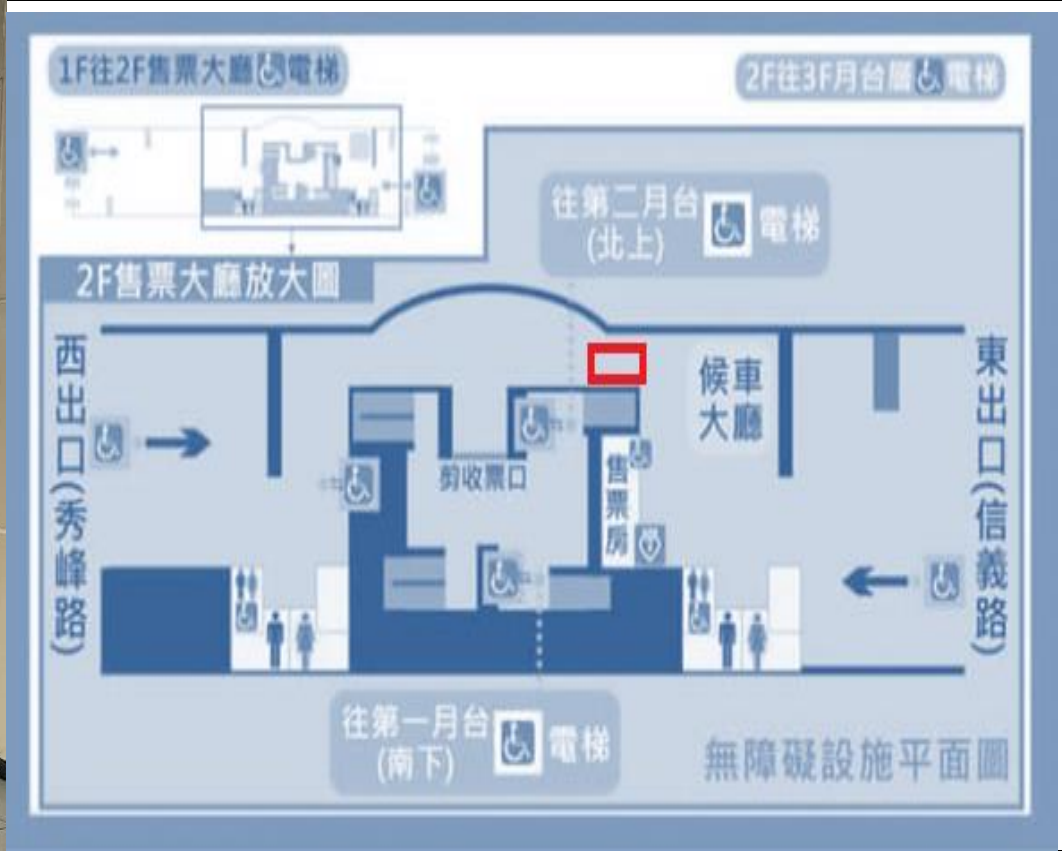 1F往2F售票大廳電梯
2F往3F月台層電梯
往第二月台
(北上)
電梯
2F售票大廳放大圖
西出口(秀峰路)
候車
大廳
東出口(信義路)
剪收票口
售票房
往第一月台
(南下)
電梯
無障礙設施平面圖